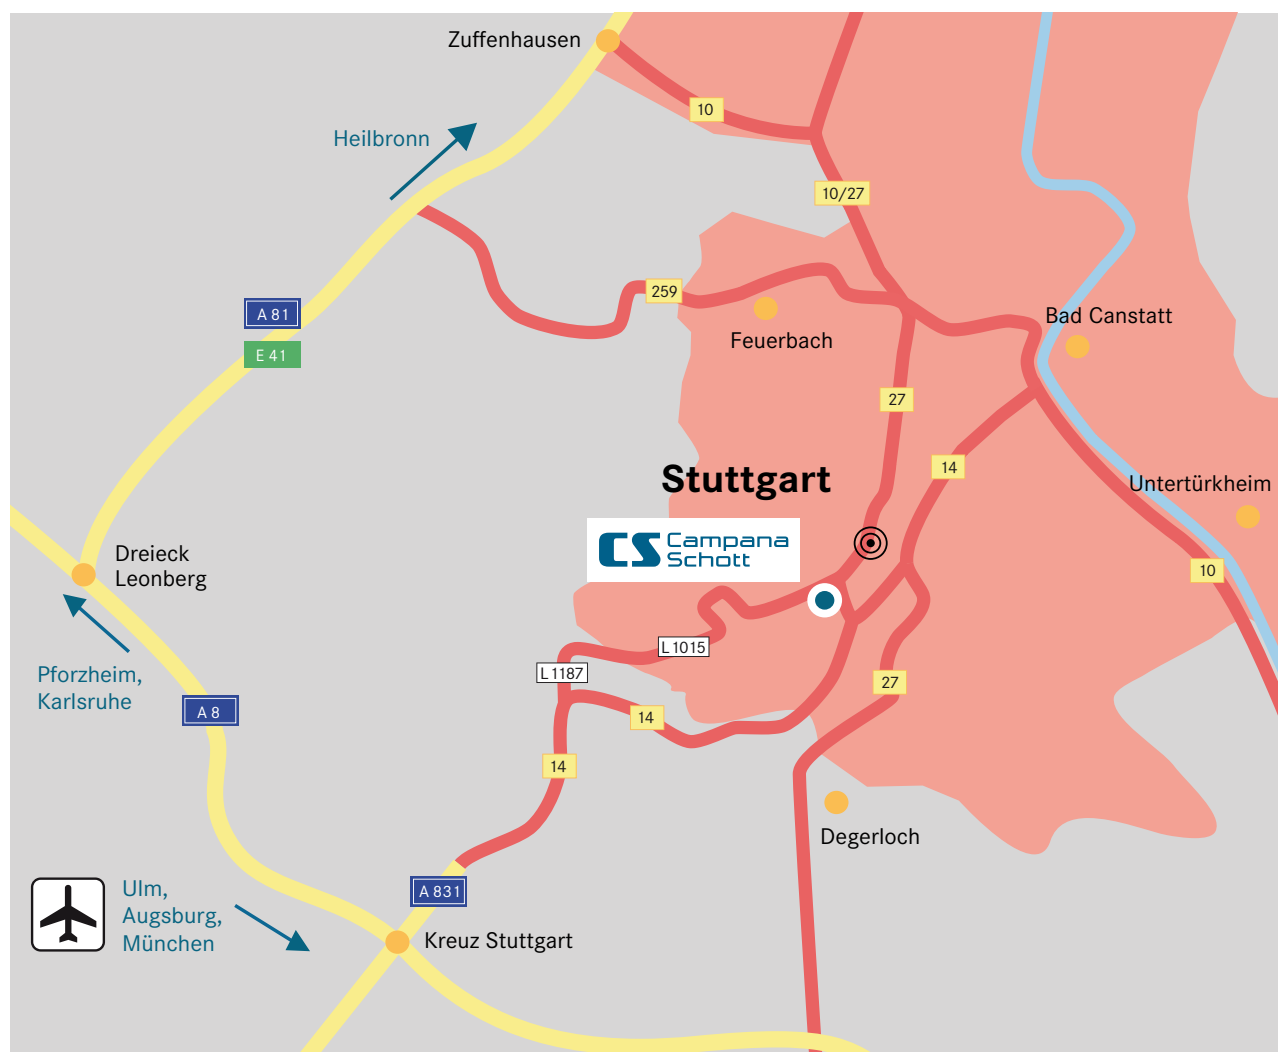 Zuffenhausen
10
Heilbronn
10/27
259
A 81
Bad Canstatt
Feuerbach
E 41
27
14
Stuttgart
Untertürkheim
CS Campana
Schott
Dreieck
Leonberg
10
L 1015
Pforzheim,
Karlsruhe
L 1187
27
A 8
14
14
Degerloch
A 831
Ulm,
Augsburg,
München
Kreuz Stuttgart